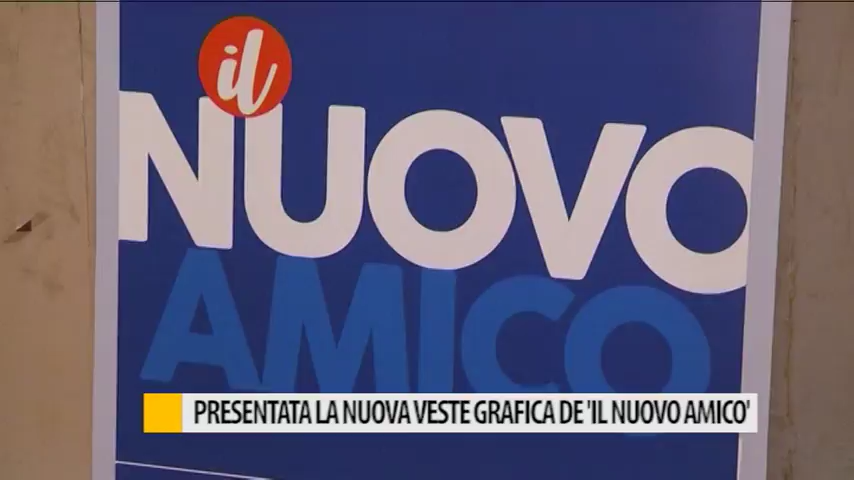 il
NUOVO
AMICO
PRESENTATA LA NUOVA VESTE GRAFICA DE 'IL NUOVO AMICO'